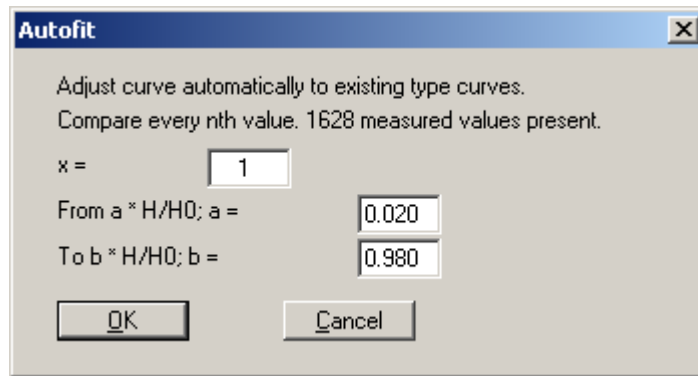 Autofit
Adjust curve automatically to existing type curves.
Compare every nth value. 1628 measured values present.
x = 1
From a * H/H0; a = 0.020
To b * H/H0; b = 0.980
OK Cancel